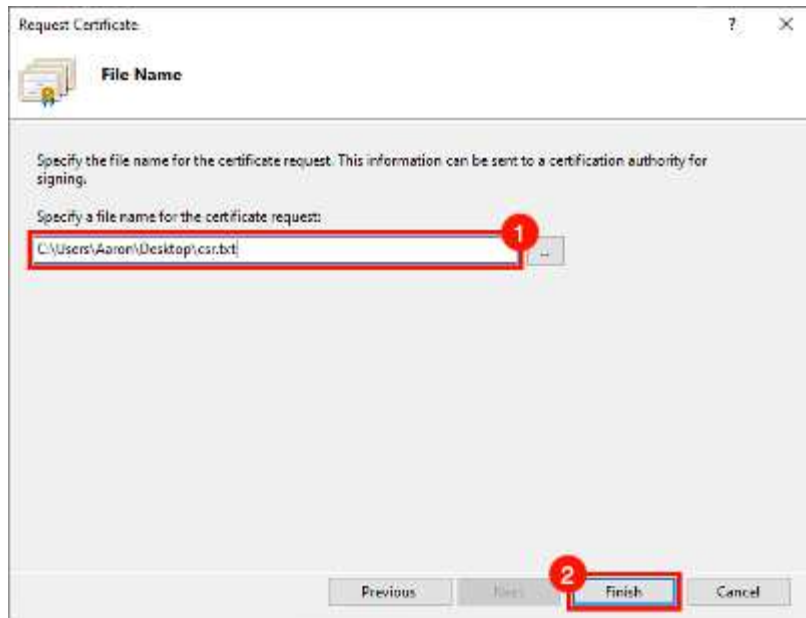 Request Certificate
?
File Name
Specify the file name for the certificate request. This information can be sent to a certification authority for
signing.
Specify a file name for the certificate request:
1
C:\Users\Aaron\Desktop\csr.txt
...
2
Previous
Next
Finish
Cancel